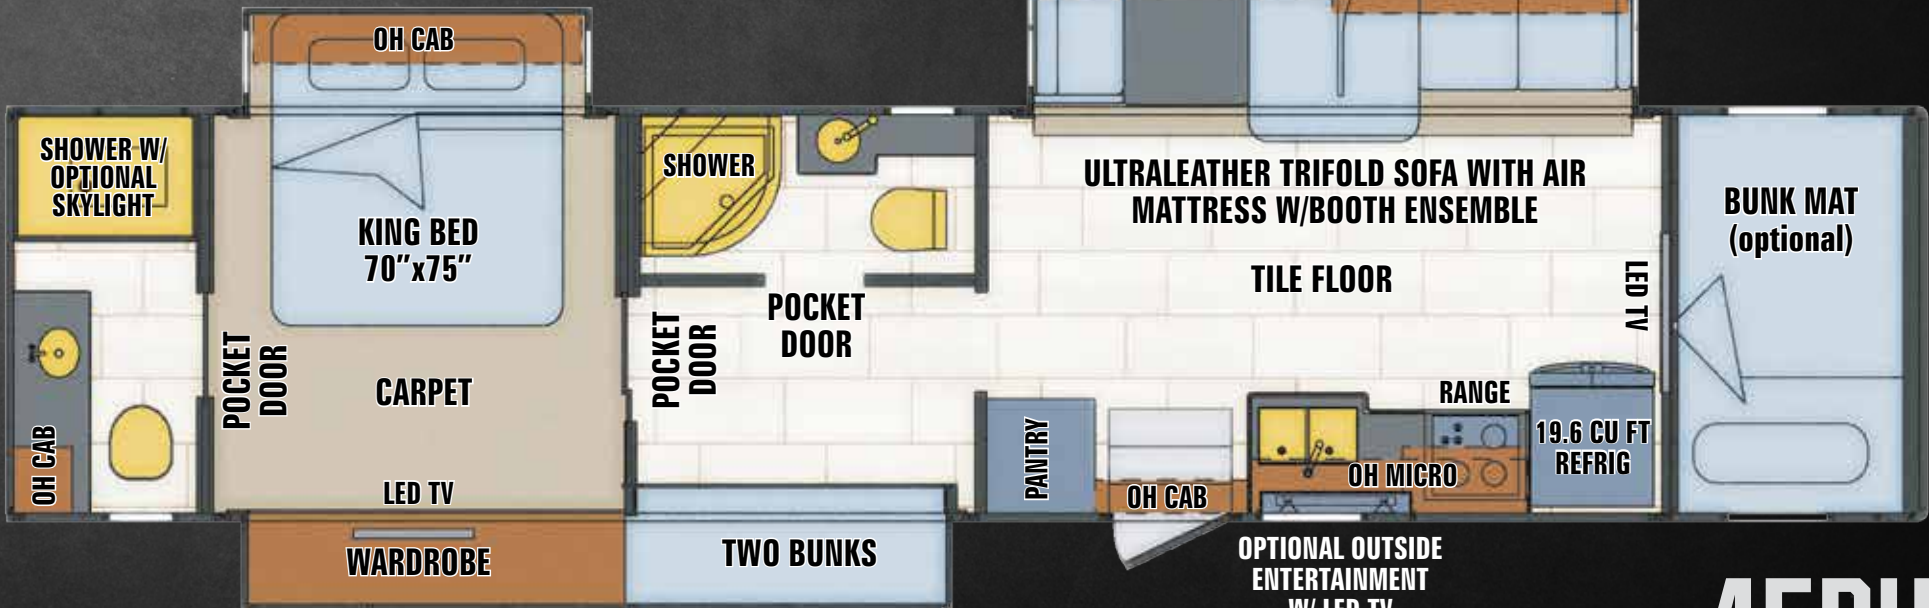 OH CAB
SHOWER W/
OPTIONAL
SKYLIGHT
KING BED
70"x75"
SHOWER
POCKET
DOOR
POCKET
DOOR
POCKET
DOOR
CARPET
OH CAB
LED TV
WARDROBE
TWO BUNKS
ULTRALEATHER TRIFOLD SOFA WITH AIR
MATTRESS W/BOOTH ENSEMBLE
TILE FLOOR
LED TV
BUNK MAT
(optional)
PANTRY
OH CAB
RANGE
OH MICRO
19.6 CU FT
REFRIG
OPTIONAL OUTSIDE
ENTERTAINMENT
W/ LED TV